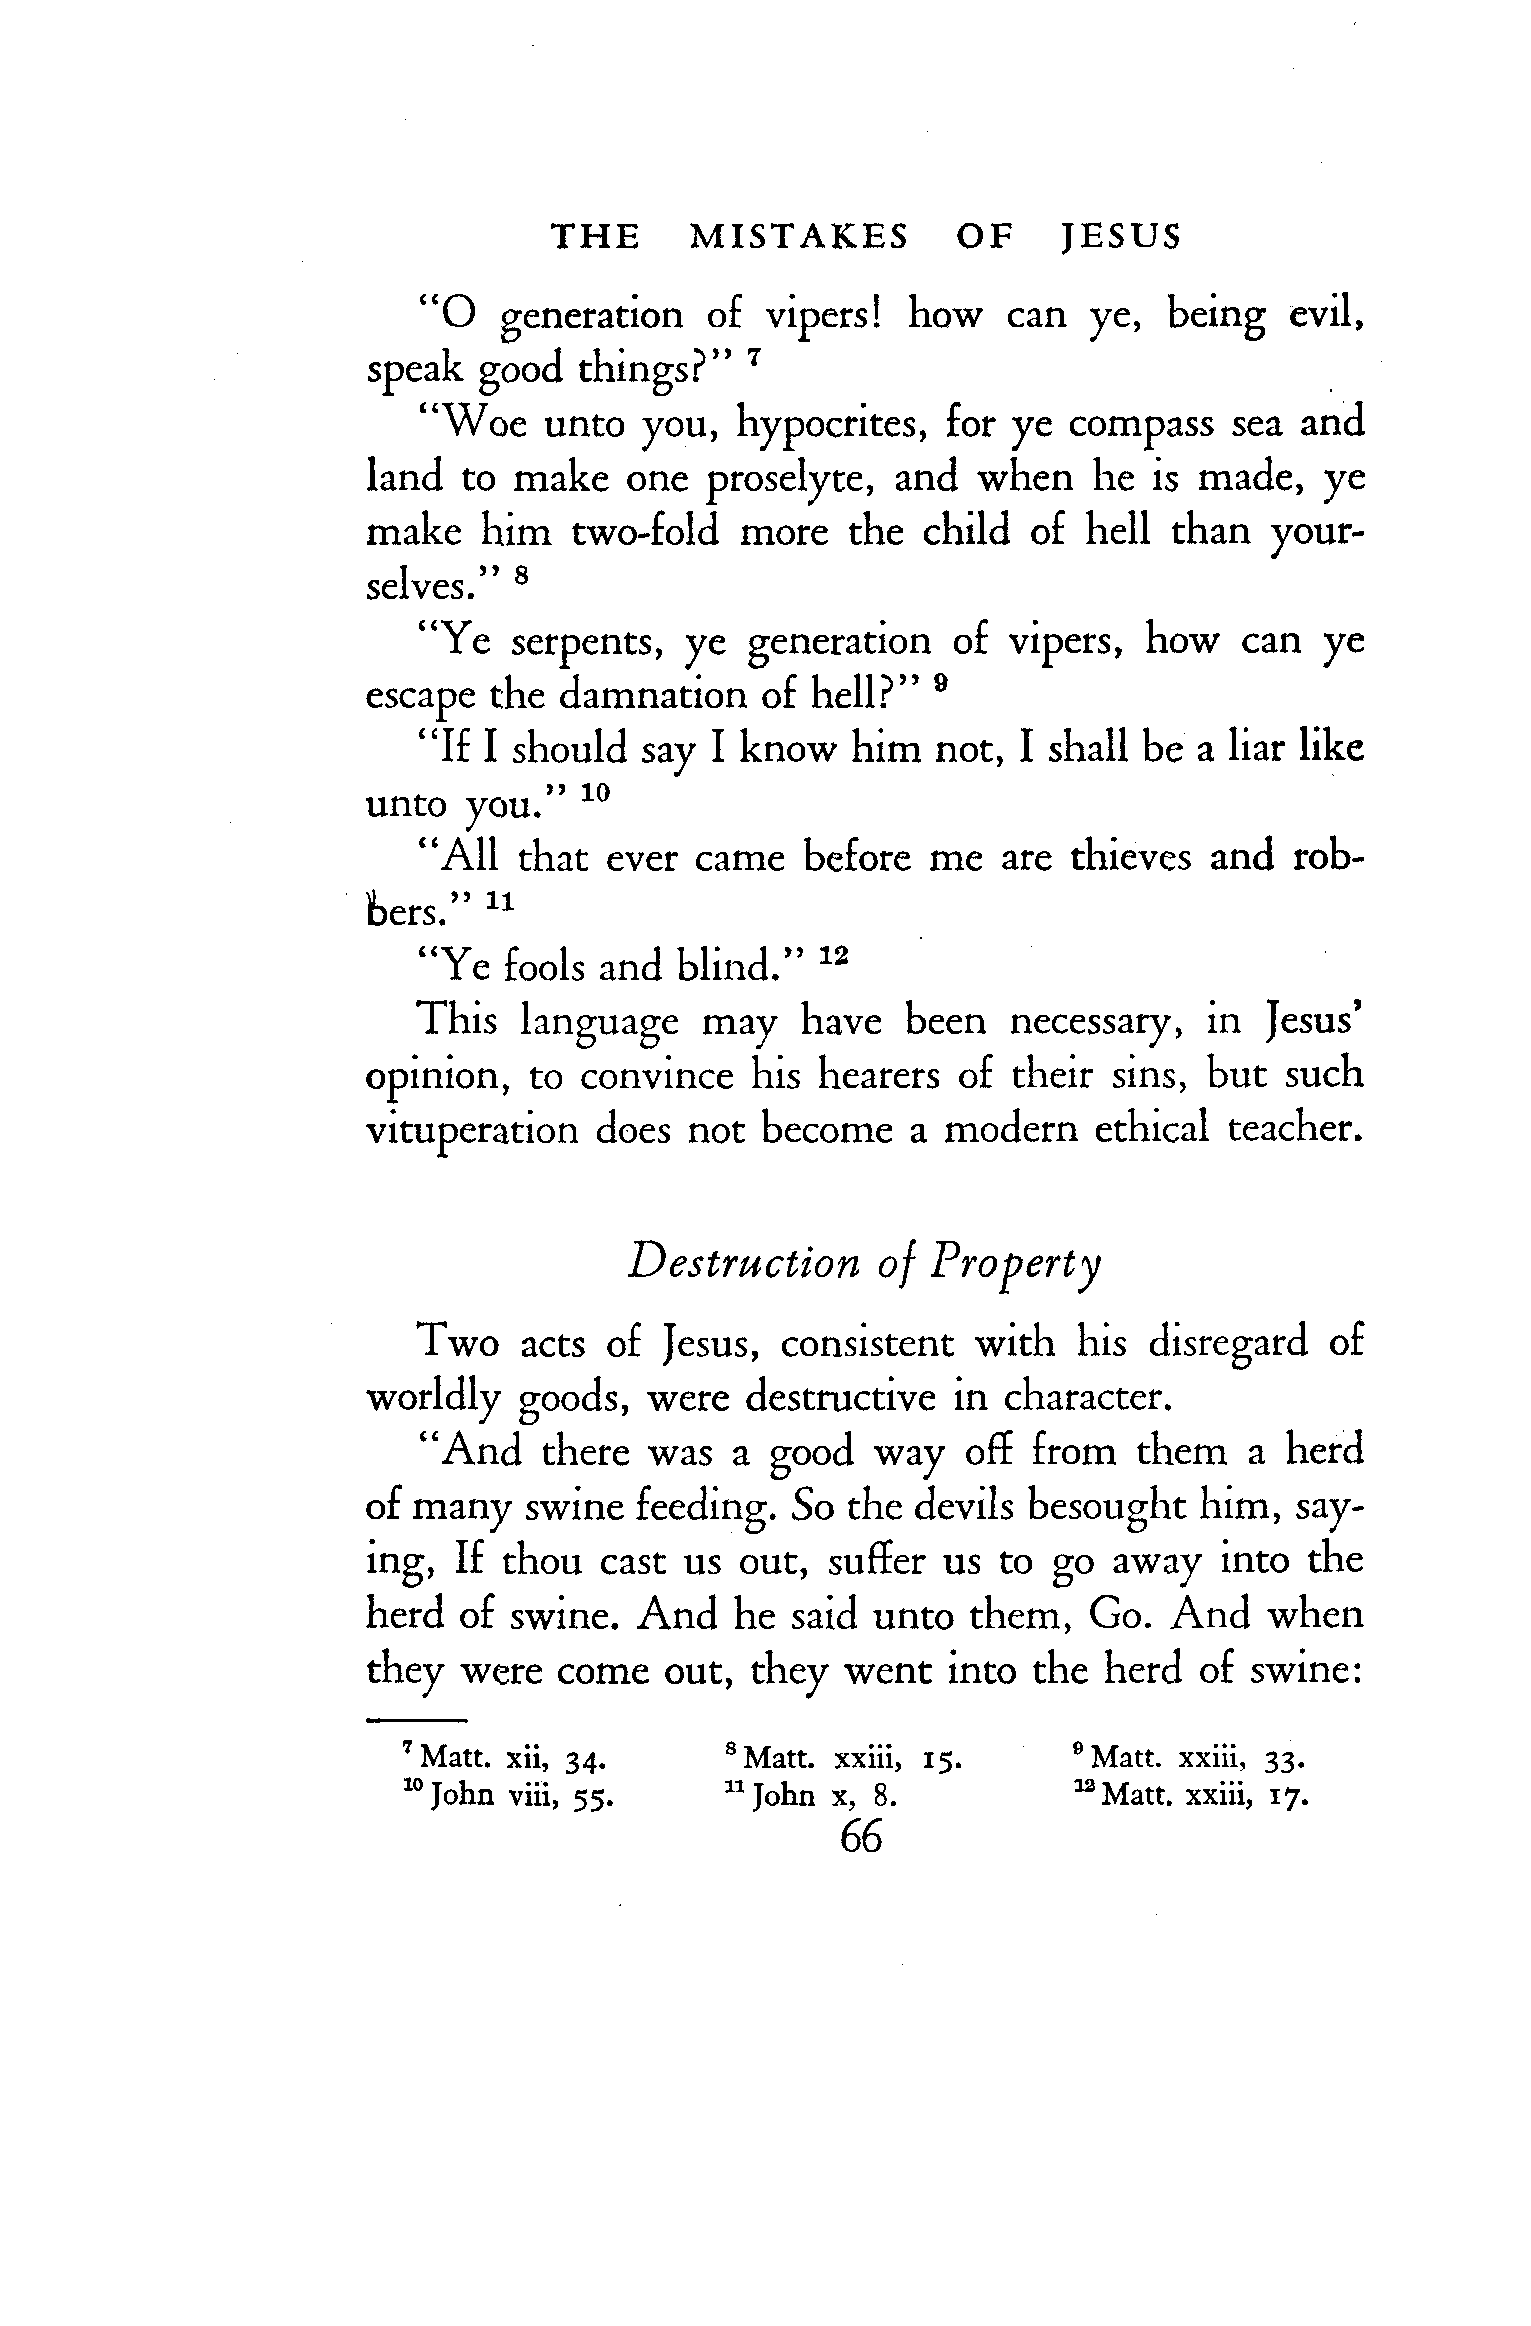 THE MISTAKES OF JESUS
“O generation of vipers! how can ye, being evil,
speak good things?” 7
“Woe unto you, hypocrites, for ye compass sea and
land to make one proselyte, and when he is made, ye
make him two-fold more the child of hell than your-
selves.” 8
“Ye serpents, ye generation of vipers, how can ye
escape the damnation of hell?” 9
“If I should say I know him not, I shall be a liar like
unto you.” 10
“All that ever came before me are thieves and rob-
bers.” 11
“Ye fools and blind.” 12
This language may have been necessary, in Jesus’
opinion, to convince his hearers of their sins, but such
vituperation does not become a modern ethical teacher.
Destruction of Property
Two acts of Jesus, consistent with his disregard of
worldly goods, were destructive in character.
“And there was a good way off from them a herd
of many swine feeding. So the devils besought him, say-
ing, If thou cast us out, suffer us to go away into the
herd of swine. And he said unto them, Go. And when
they were come out, they went into the herd of swine:
7 Matt. xii, 34. 8 Matt. xxiii, 15. 9 Matt. xxiii, 33.
10 John viii, 55. 11 John x, 8. 12 Matt. xxiii, 17.
66